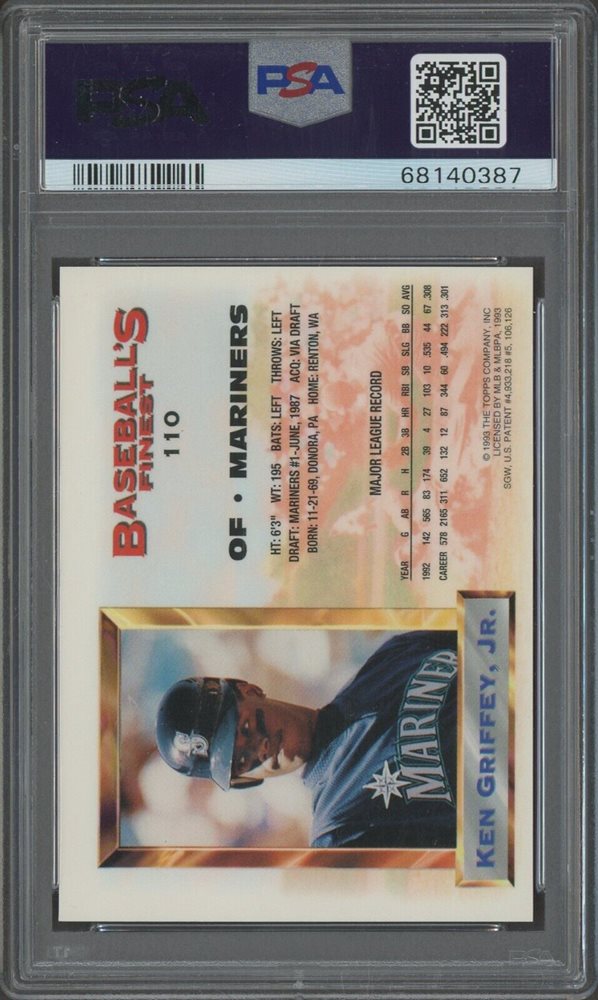 PSA
PSA
68140387
BASEBALL'S
FINEST
110
OF • MARINERS
HT: 6'3" WT: 195 BATS: LEFT THROWS: LEFT
DRAFT: MARINERS #1-JUNE, 1987 ACQ: VIA DRAFT
BORN: 11-21-69, DONORA, PA HOME: RENTON, WA
MAJOR LEAGUE RECORD
YEAR G AB R H 2B 3B HR RBI SB SLG BB SO AVG
1992 142 565 83 174 39 4 27 103 10 .535 44 67 .308
CAREER 578 2165 311 652 132 12 87 344 60 .494 222 313 .301
© 1993 THE TOPPS COMPANY, INC
LICENSED BY MLB & MLBPA, 1993
SGW, U.S. PATENT #4,933,218 #5, 106,126
S
MARINER
KEN GRIFFEY, JR.
PSA